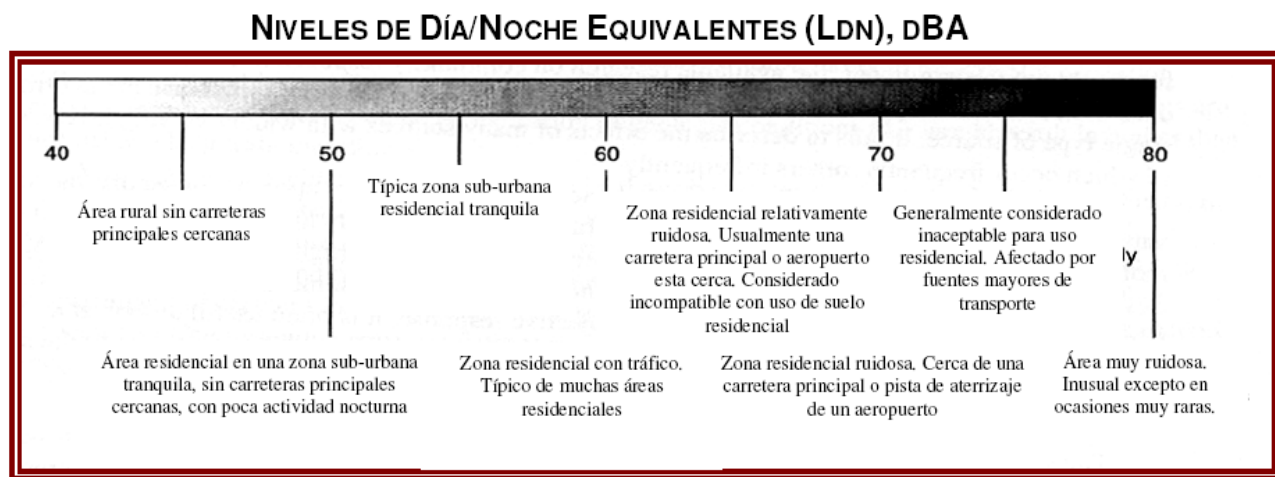 NIVELES DE DÍA/NOCHE EQUIVALENTES (LDN), DBA
40
50
60
70
80
Área rural sin carreteras
principales cercanas
Típica zona sub-urbana
residencial tranquila
Zona residencial relativamente
ruidosa. Usualmente una
carretera principal o aeropuerto
esta cerca. Considerado
incompatible con uso de suelo
residencial
Generalmente considerado
inaceptable para uso
residencial. Afectado por
fuentes mayores de
transporte
ly
Área residencial en una zona sub-urbana
tranquila, sin carreteras principales
cercanas, con poca actividad nocturna
Zona residencial con tráfico.
Típico de muchas áreas
residenciales
Zona residencial ruidosa. Cerca de una
carretera principal o pista de aterrizaje
de un aeropuerto
Área muy ruidosa.
Inusual excepto en
ocasiones muy raras.